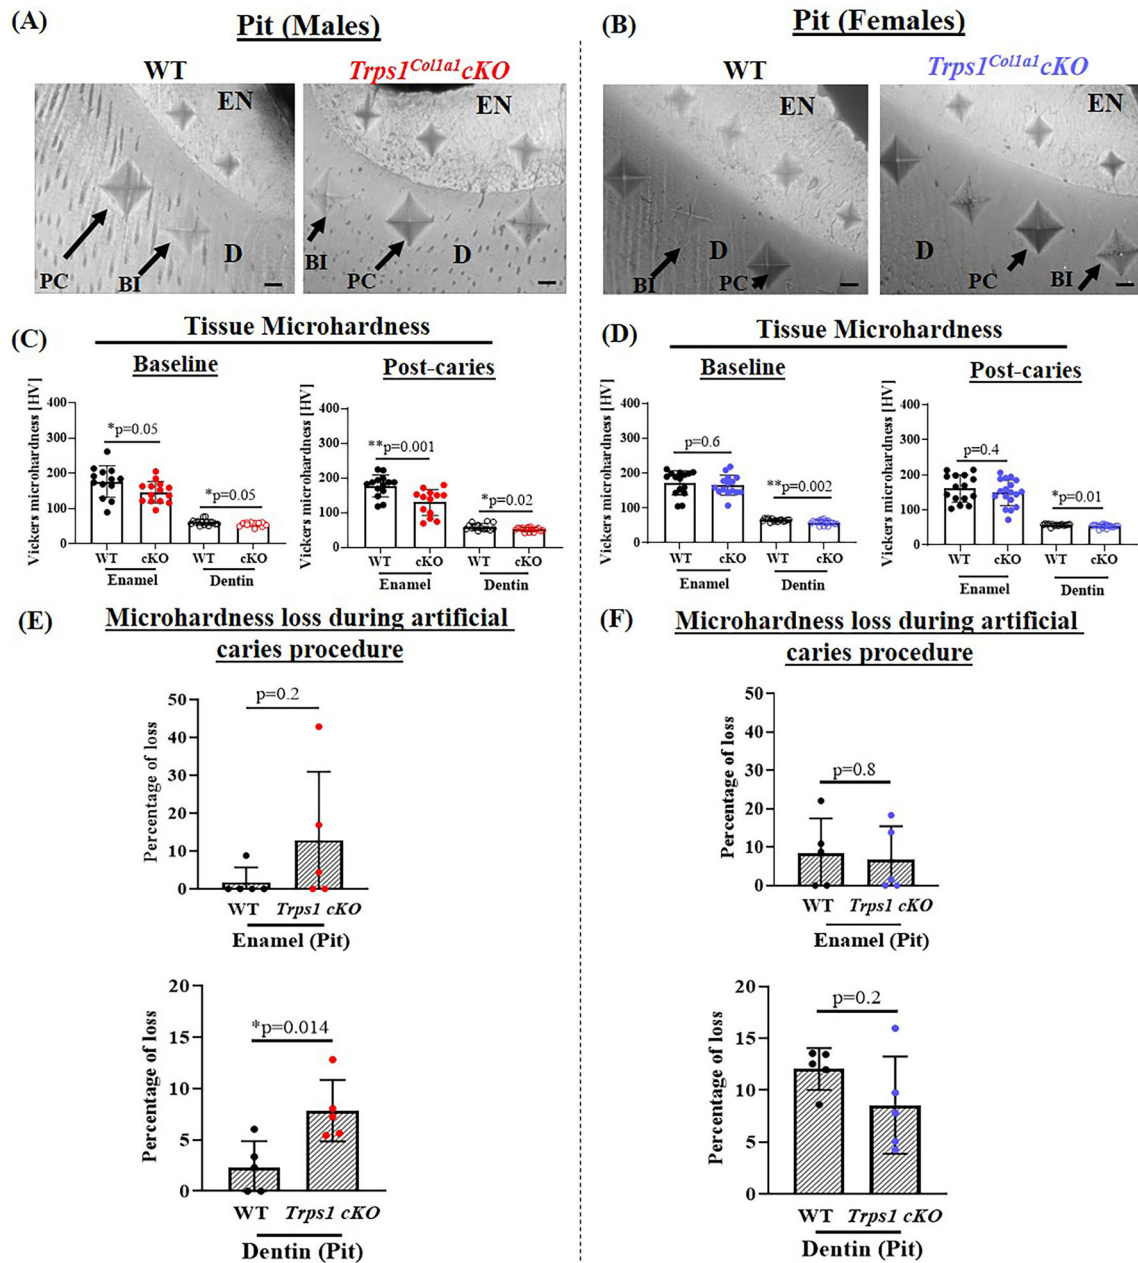 (A)
Pit (Males)
WT
Trps1Col1a1cKO
EN
D
PC
BI
EN
D
BI
PC
(B)
Pit (Females)
WT
Trps1Col1a1cKO
EN
D
BI
PC
EN
D
PC
BI
(C)
Tissue Microhardness
Baseline
Vickers microhardness [HV]
400
300
200
100
0
*p=0.05
*p=0.05
WT cKO WT cKO
Enamel Dentin
Post-caries
Vickers microhardness [HV]
400
300
200
100
0
**p=0.001
*p=0.02
WT cKO WT cKO
Enamel Dentin
(D)
Tissue Microhardness
Baseline
Vickers microhardness [HV]
400
300
200
100
0
p=0.6
**p=0.002
WT cKO WT cKO
Enamel Dentin
Post-caries
Vickers microhardness [HV]
400
300
200
100
0
p=0.4
*p=0.01
WT cKO WT cKO
Enamel Dentin
(E)
Microhardness loss during artificial
caries procedure
Percentage of loss
50
40
30
20
10
0
p=0.2
WT Trps1 cKO
Enamel (Pit)
Percentage of loss
20
15
10
5
0
*p=0.014
WT Trps1 cKO
Dentin (Pit)
(F)
Microhardness loss during artificial
caries procedure
Percentage of loss
50
40
30
20
10
0
p=0.8
WT Trps1 cKO
Enamel (Pit)
Percentage of loss
20
15
10
5
0
p=0.2
WT Trps1 cKO
Dentin (Pit)